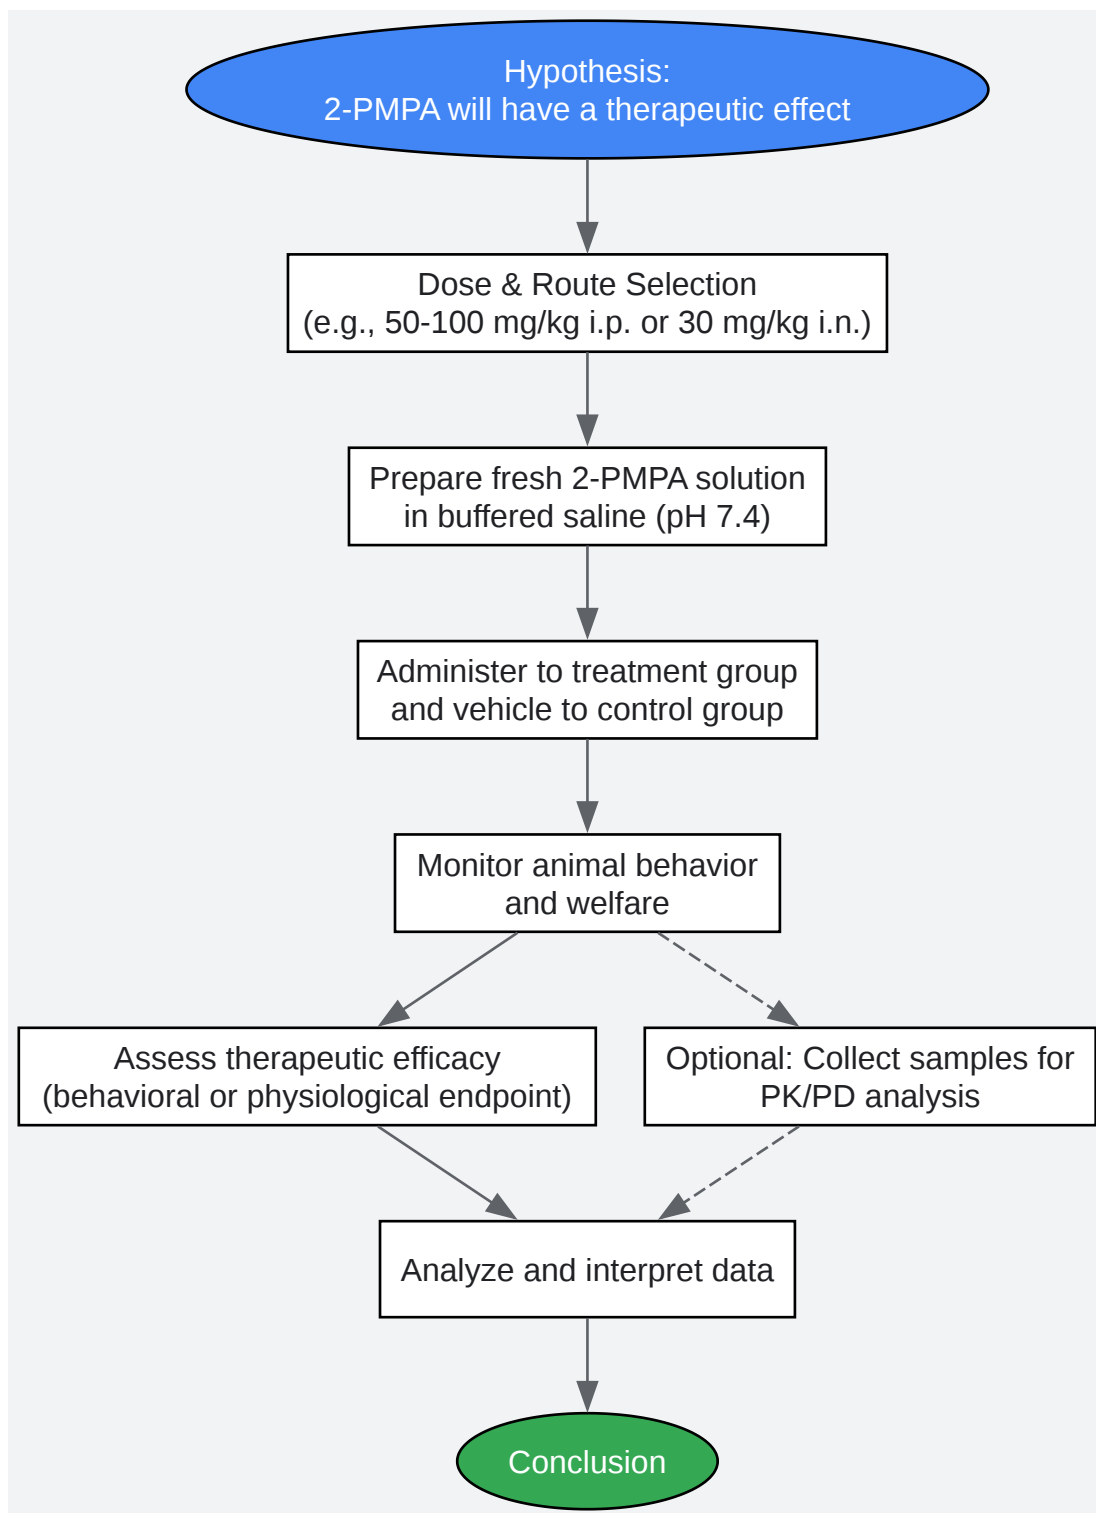 Hypothesis:
2-PMPA will have a therapeutic effect
Dose & Route Selection
(e.g., 50-100 mg/kg i.p. or 30 mg/kg i.n.)
Prepare fresh 2-PMPA solution
in buffered saline (pH 7.4)
Administer to treatment group
and vehicle to control group
Monitor animal behavior
and welfare
Assess therapeutic efficacy
(behavioral or physiological endpoint)
Optional: Collect samples for
PK/PD analysis
Analyze and interpret data
Conclusion